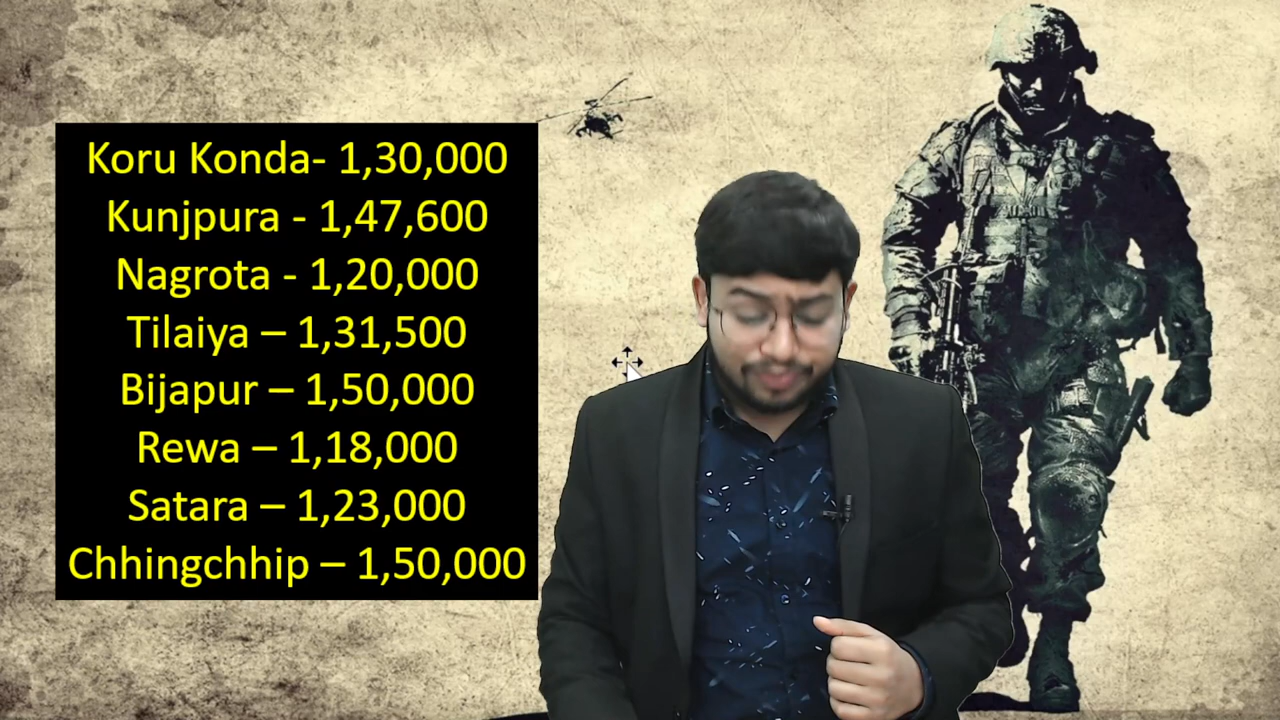 Koru Konda- 1,30,000
Kunjpura - 1,47,600
Nagrota - 1,20,000
Tilaiya – 1,31,500
Bijapur – 1,50,000
Rewa – 1,18,000
Satara – 1,23,000
Chhingchhip – 1,50,000